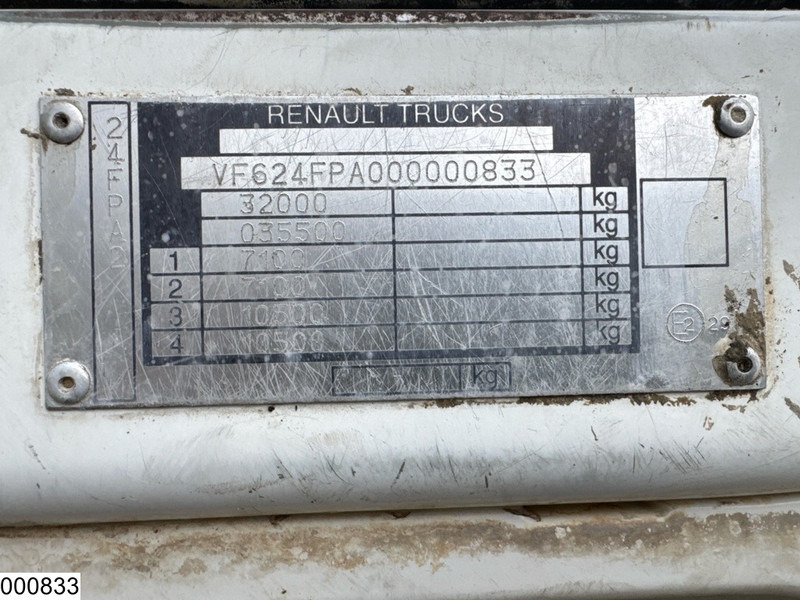 RENAULT TRUCKS
24FPA2
VF624FPA000000833
32000 kg
035500 kg
1 7100 kg
2 7100 kg
3 10500 kg
4 10500 kg
E2 29
kg
000833